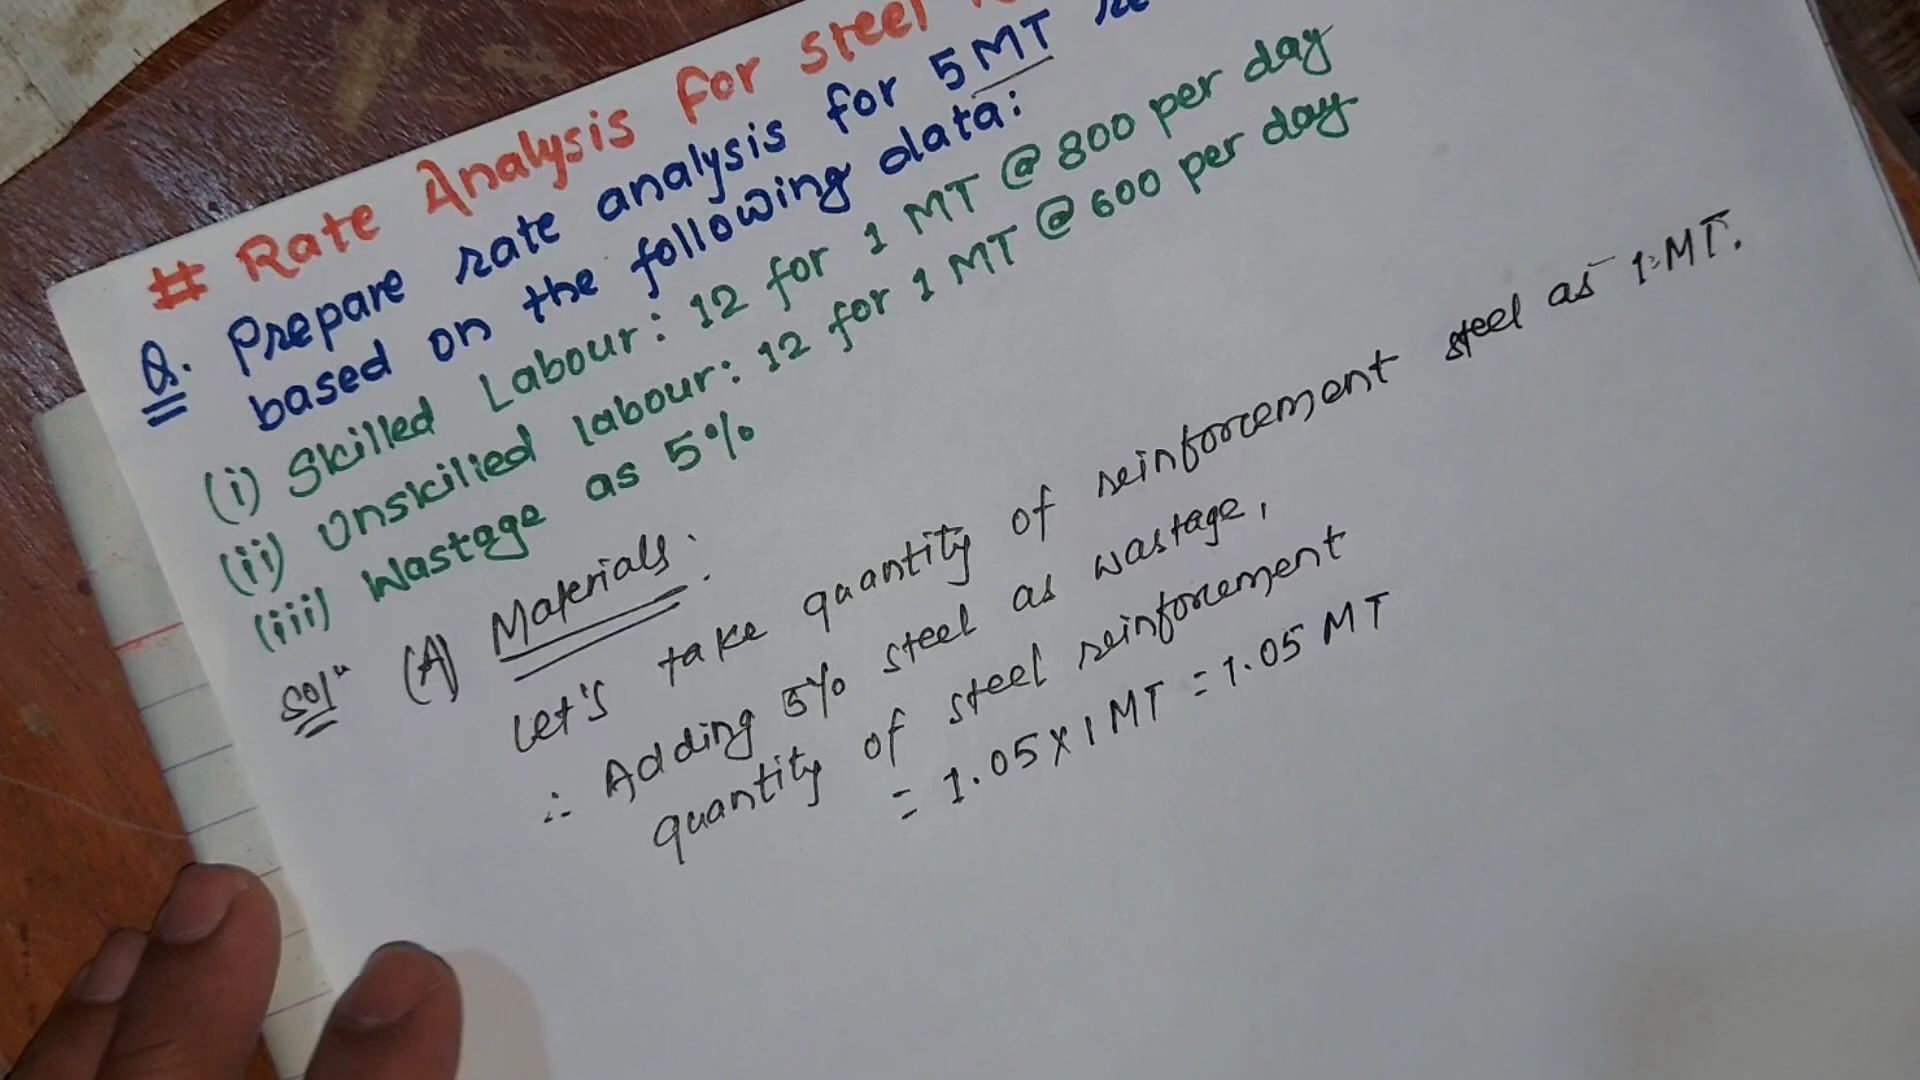 # Rate Analysis for steel
Q. Prepare rate analysis for 5 MT
based on the following data:
(i) Skilled Labour: 12 for 1 MT @ 800 per day
(ii) Unskilled labour: 12 for 1 MT @ 600 per day
(iii) Wastage as 5%
Solⁿ (A) Materials:
Let's take quantity of reinforcement steel as 1 MT.
∴ Adding 5% steel as wastage,
quantity of steel reinforcement
= 1.05 x 1 MT = 1.05 MT